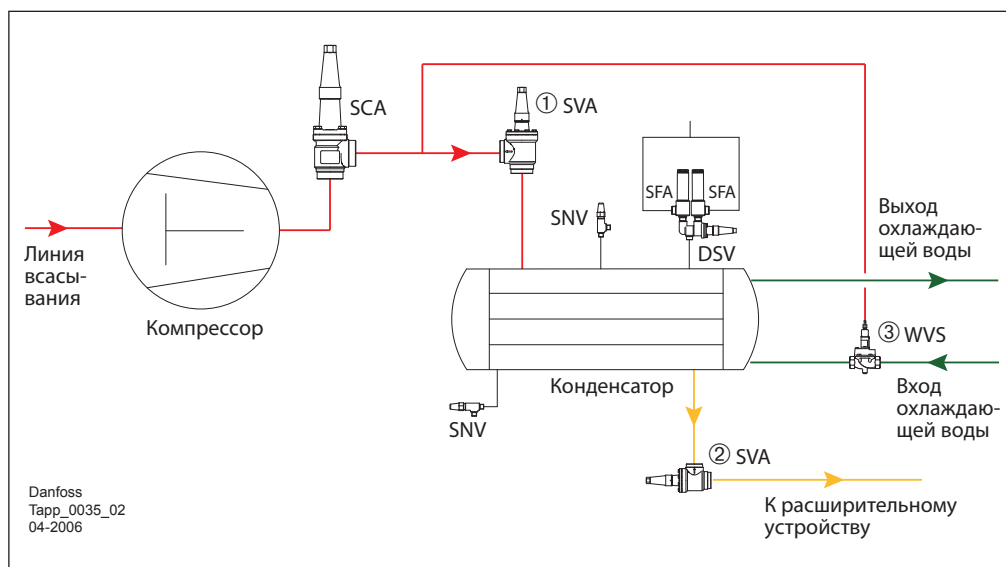 SCA
① SVA
SFA
SFA
SNV
DSV
Выход
охлаждаю-
щей воды
Линия
всасы-
вания
Компрессор
③ WVS
Конденсатор
Вход
охлаждаю-
щей воды
SNV
② SVA
К расширительному
устройству
Danfoss
Tapp_0035_02
04-2006